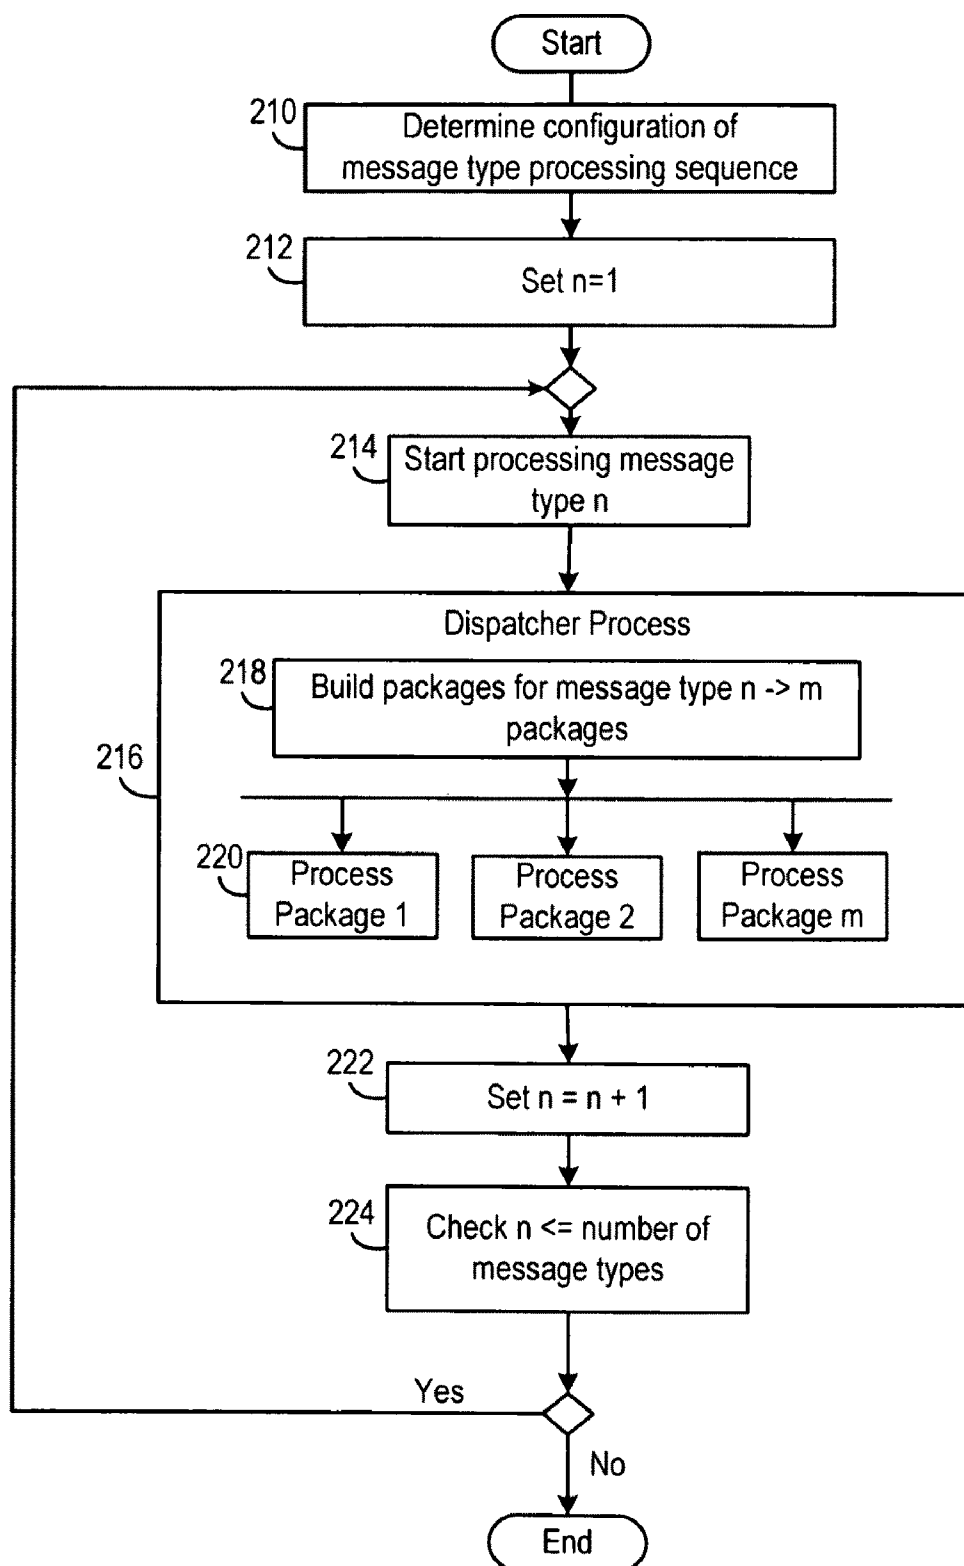 Start
210
Determine configuration of
message type processing sequence
212
Set n=1
214
Start processing message
type n
Dispatcher Process
218
Build packages for message type n -> m
packages
216
220
Process
Package 1
Process
Package 2
Process
Package m
222
Set n = n + 1
224
Check n <= number of
message types
Yes
No
End